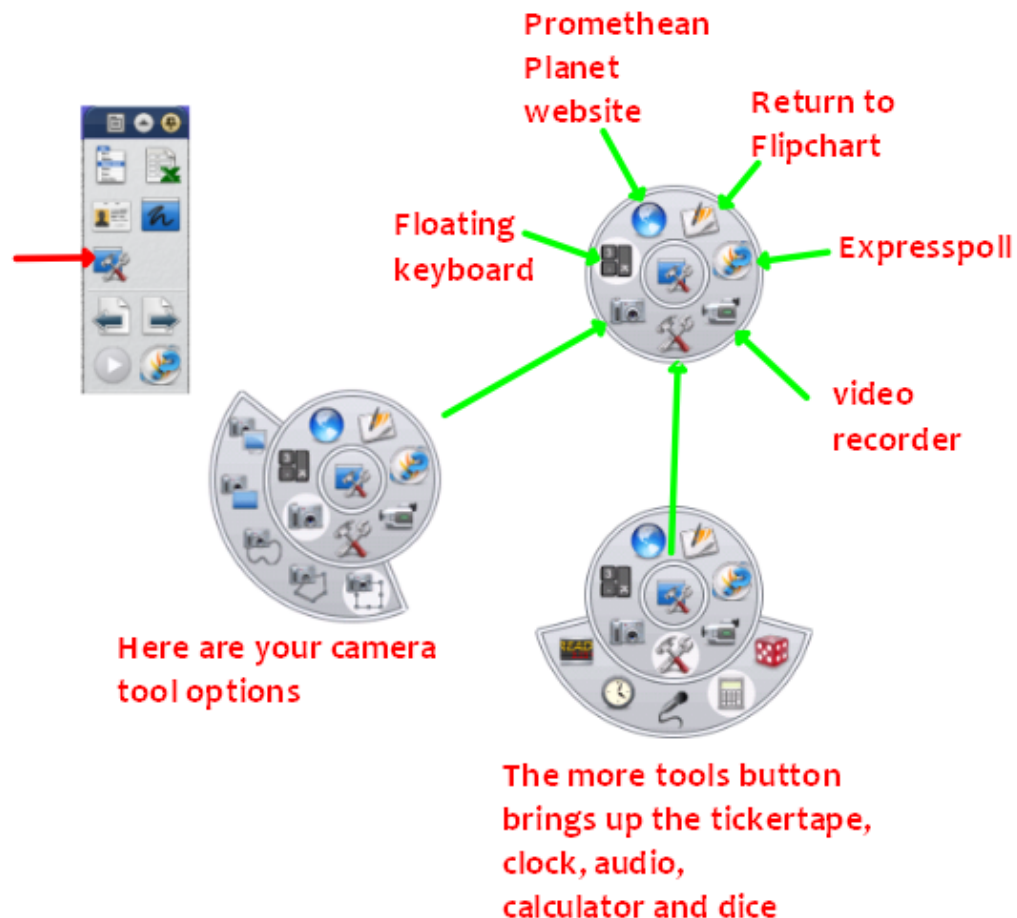 Promethean
Planet
website
Return to
Flipchart
Floating
keyboard
Expresspoll
video
recorder
Here are your camera
tool options
READ
The more tools button
brings up the tickertape,
clock, audio,
calculator and dice